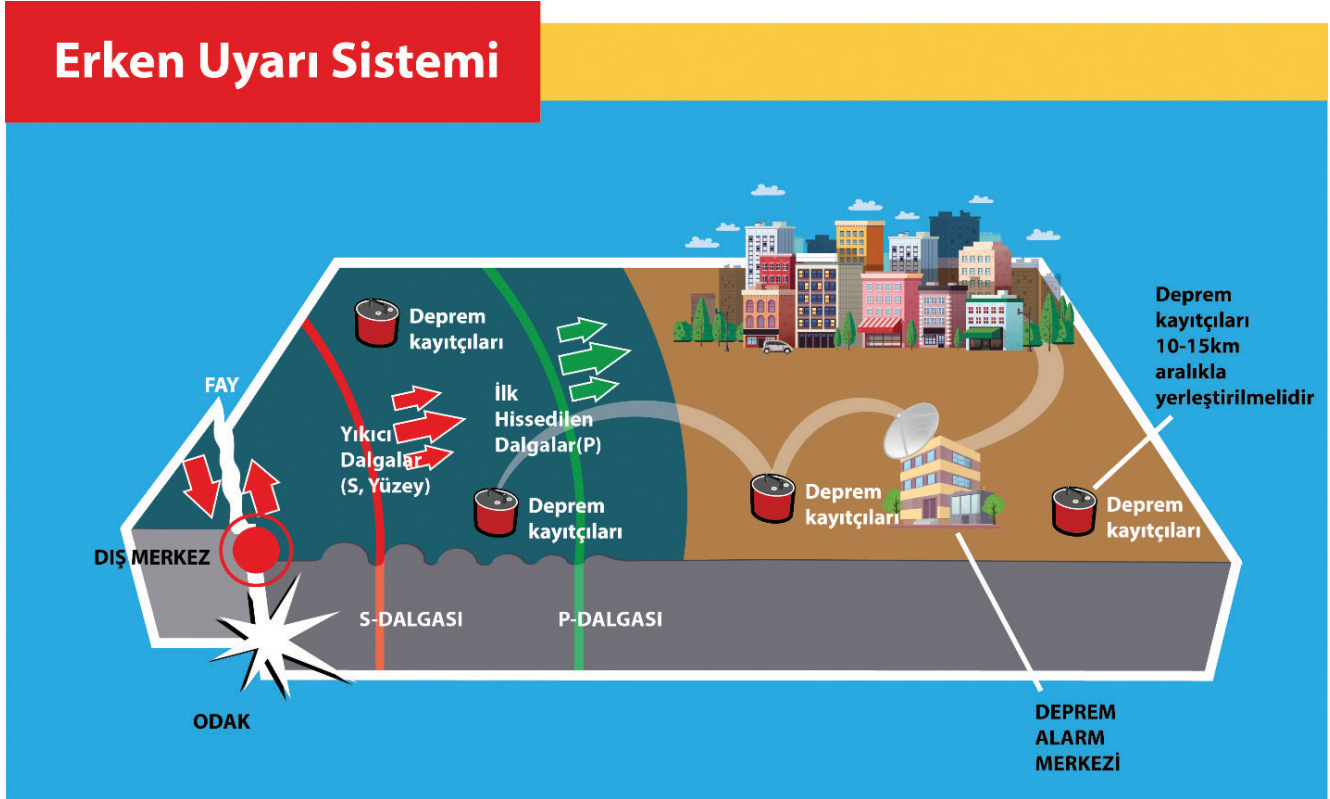 Erken Uyarı Sistemi
Deprem
kayıtçıları
Deprem
kayıtçıları
10-15km
aralıkla
yerleştirilmelidir
FAY
İlk
Hissedilen
Dalgalar(P)
Yıkıcı
Dalgalar
(S, Yüzey)
Deprem
kayıtçıları
Deprem
kayıtçıları
Deprem
kayıtçıları
DIŞ MERKEZ
S-DALGASI
P-DALGASI
ODAK
DEPREM
ALARM
MERKEZİ